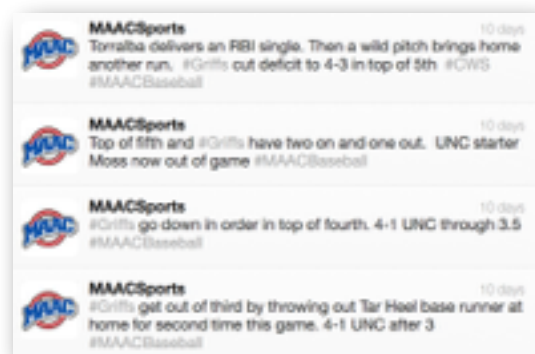 MAACSports 10 days
Torralba delivers an RBI single. Then a wild pitch brings home
another run. #Griffs cut deficit to 4-3 in top of 5th #CWS
#MAACBaseball
MAAC
MAACSports 10 days
Top of fifth and #Griffs have two on and one out. UNC starter
Moss now out of game #MAACBaseball
MAAC
MAACSports 10 days
#Griffs go down in order in top of fourth. 4-1 UNC through 3.5
#MAACBaseball
MAAC
MAACSports 10 days
#Griffs get out of third by throwing out Tar Heel base runner at
home for second time this game. 4-1 UNC after 3
#MAACBaseball
MAAC